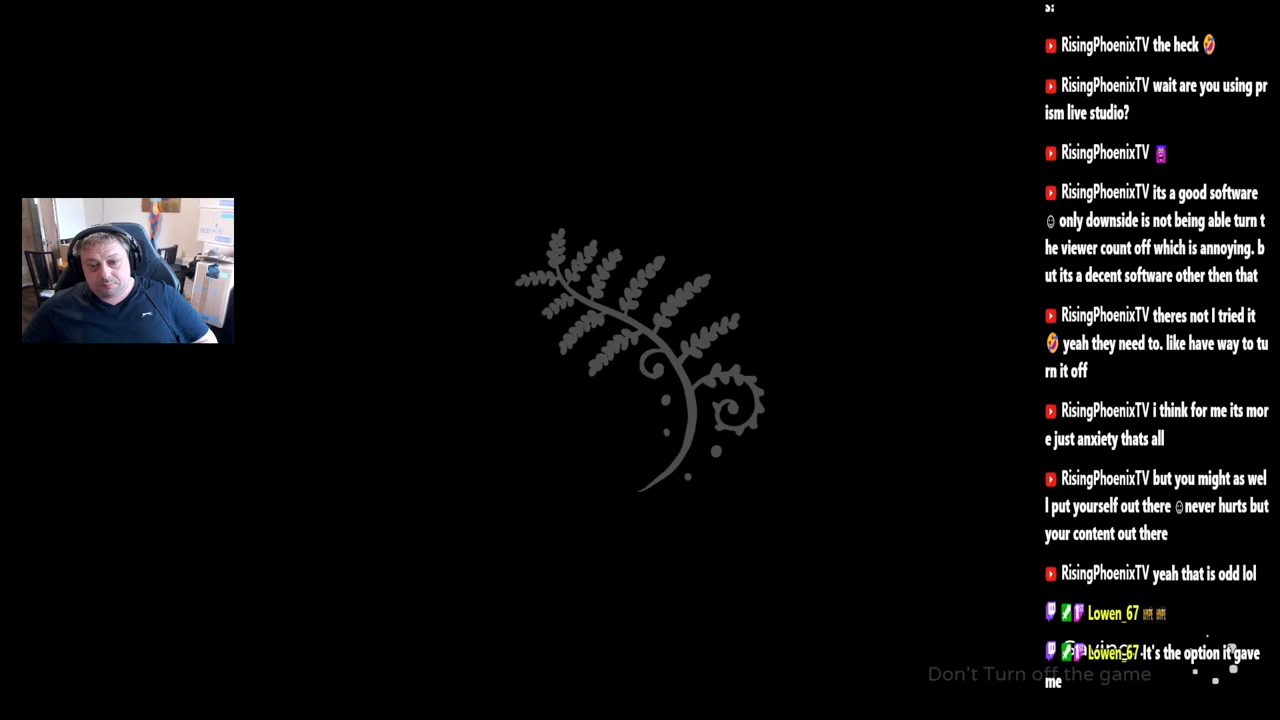 RisingPhoenixTV the heck 🤣
RisingPhoenixTV wait are you using pr
ism live studio?
RisingPhoenixTV
RisingPhoenixTV its a good software
☺ only downside is not being able turn t
he viewer count off which is annoying. b
ut its a decent software other then that
RisingPhoenixTV theres not I tried it
🤣 yeah they need to. like have way to tu
rn it off
RisingPhoenixTV i think for me its mor
e just anxiety thats all
RisingPhoenixTV but you might as wel
l put yourself out there ☺never hurts but
your content out there
RisingPhoenixTV yeah that is odd lol
Lowen_67 HYPE HYPE
Lowen_67 It's the option it gave
me
Saving
Don't Turn off the game